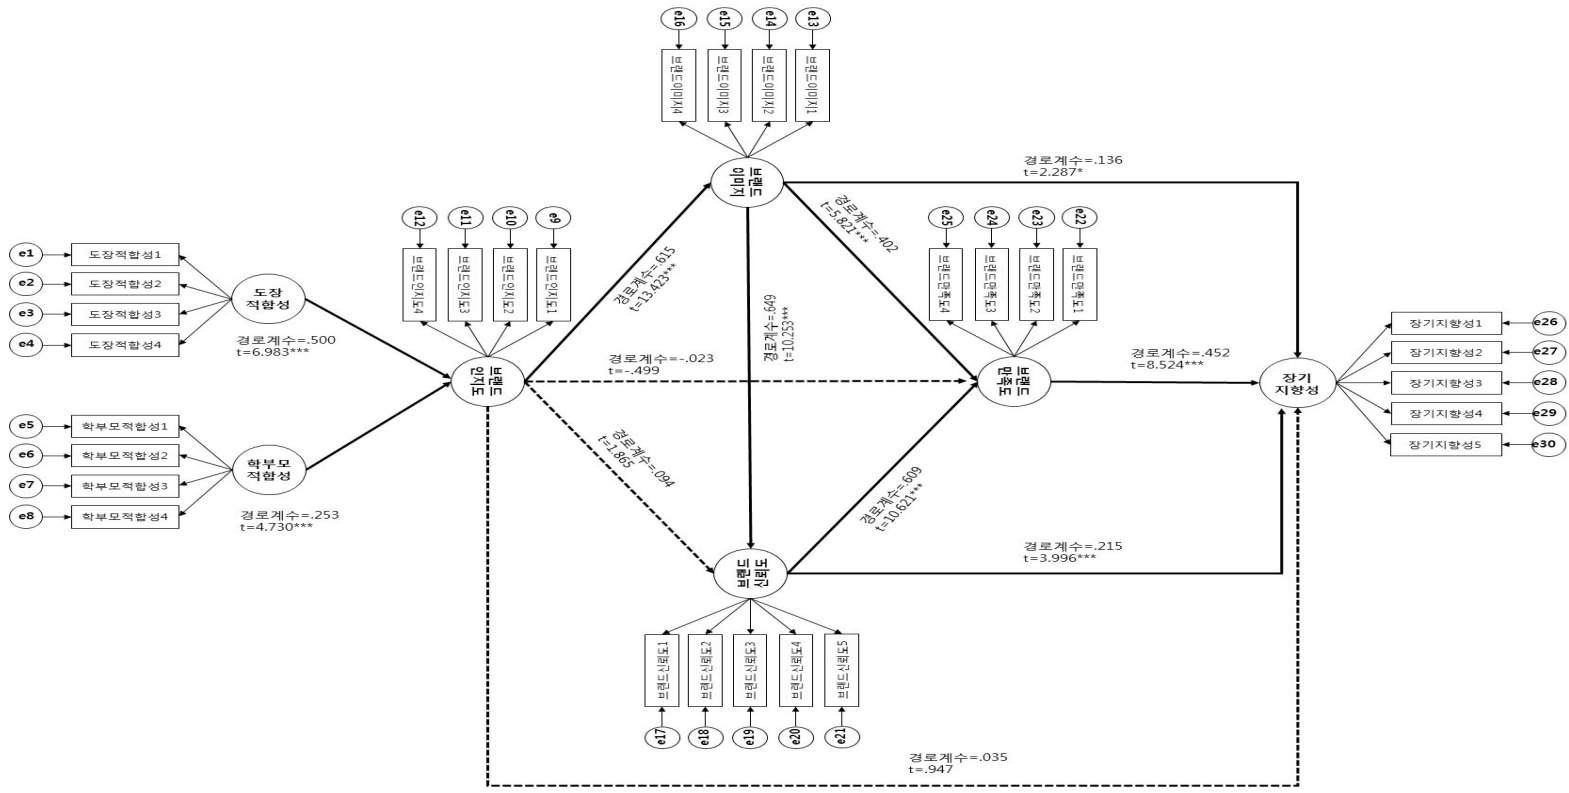 e16
e15
e14
e13
브랜드이미지4
브랜드이미지3
브랜드이미지2
브랜드이미지1
브랜드
이미지
경로계수=.136
t=2.287*
e12
e11
e10
e9
브랜드인지도4
브랜드인지도3
브랜드인지도2
브랜드인지도1
경로계수=.615
t=13.423***
경로계수=.402
t=5.821***
e25
e24
e23
e22
브랜드만족도4
브랜드만족도3
브랜드만족도2
브랜드만족도1
e1
도장적합성1
e2
도장적합성2
e3
도장적합성3
e4
도장적합성4
도장
적합성
경로계수=.500
t=6.983***
경로계수=.649
t=10.253***
경로계수=-.023
t=-.499
브랜드
인지도
브랜드
만족도
경로계수=.452
t=8.524***
장기
지향성
장기지향성1
e26
장기지향성2
e27
장기지향성3
e28
장기지향성4
e29
장기지향성5
e30
e5
학부모적합성1
e6
학부모적합성2
e7
학부모적합성3
e8
학부모적합성4
학부모
적합성
경로계수=.253
t=4.730***
경로계수=.094
t=1.865
경로계수=.609
t=10.621***
경로계수=.215
t=3.996***
브랜드
신뢰도
브랜드신뢰도1
브랜드신뢰도2
브랜드신뢰도3
브랜드신뢰도4
브랜드신뢰도5
e17
e18
e19
e20
e21
경로계수=.035
t=.947